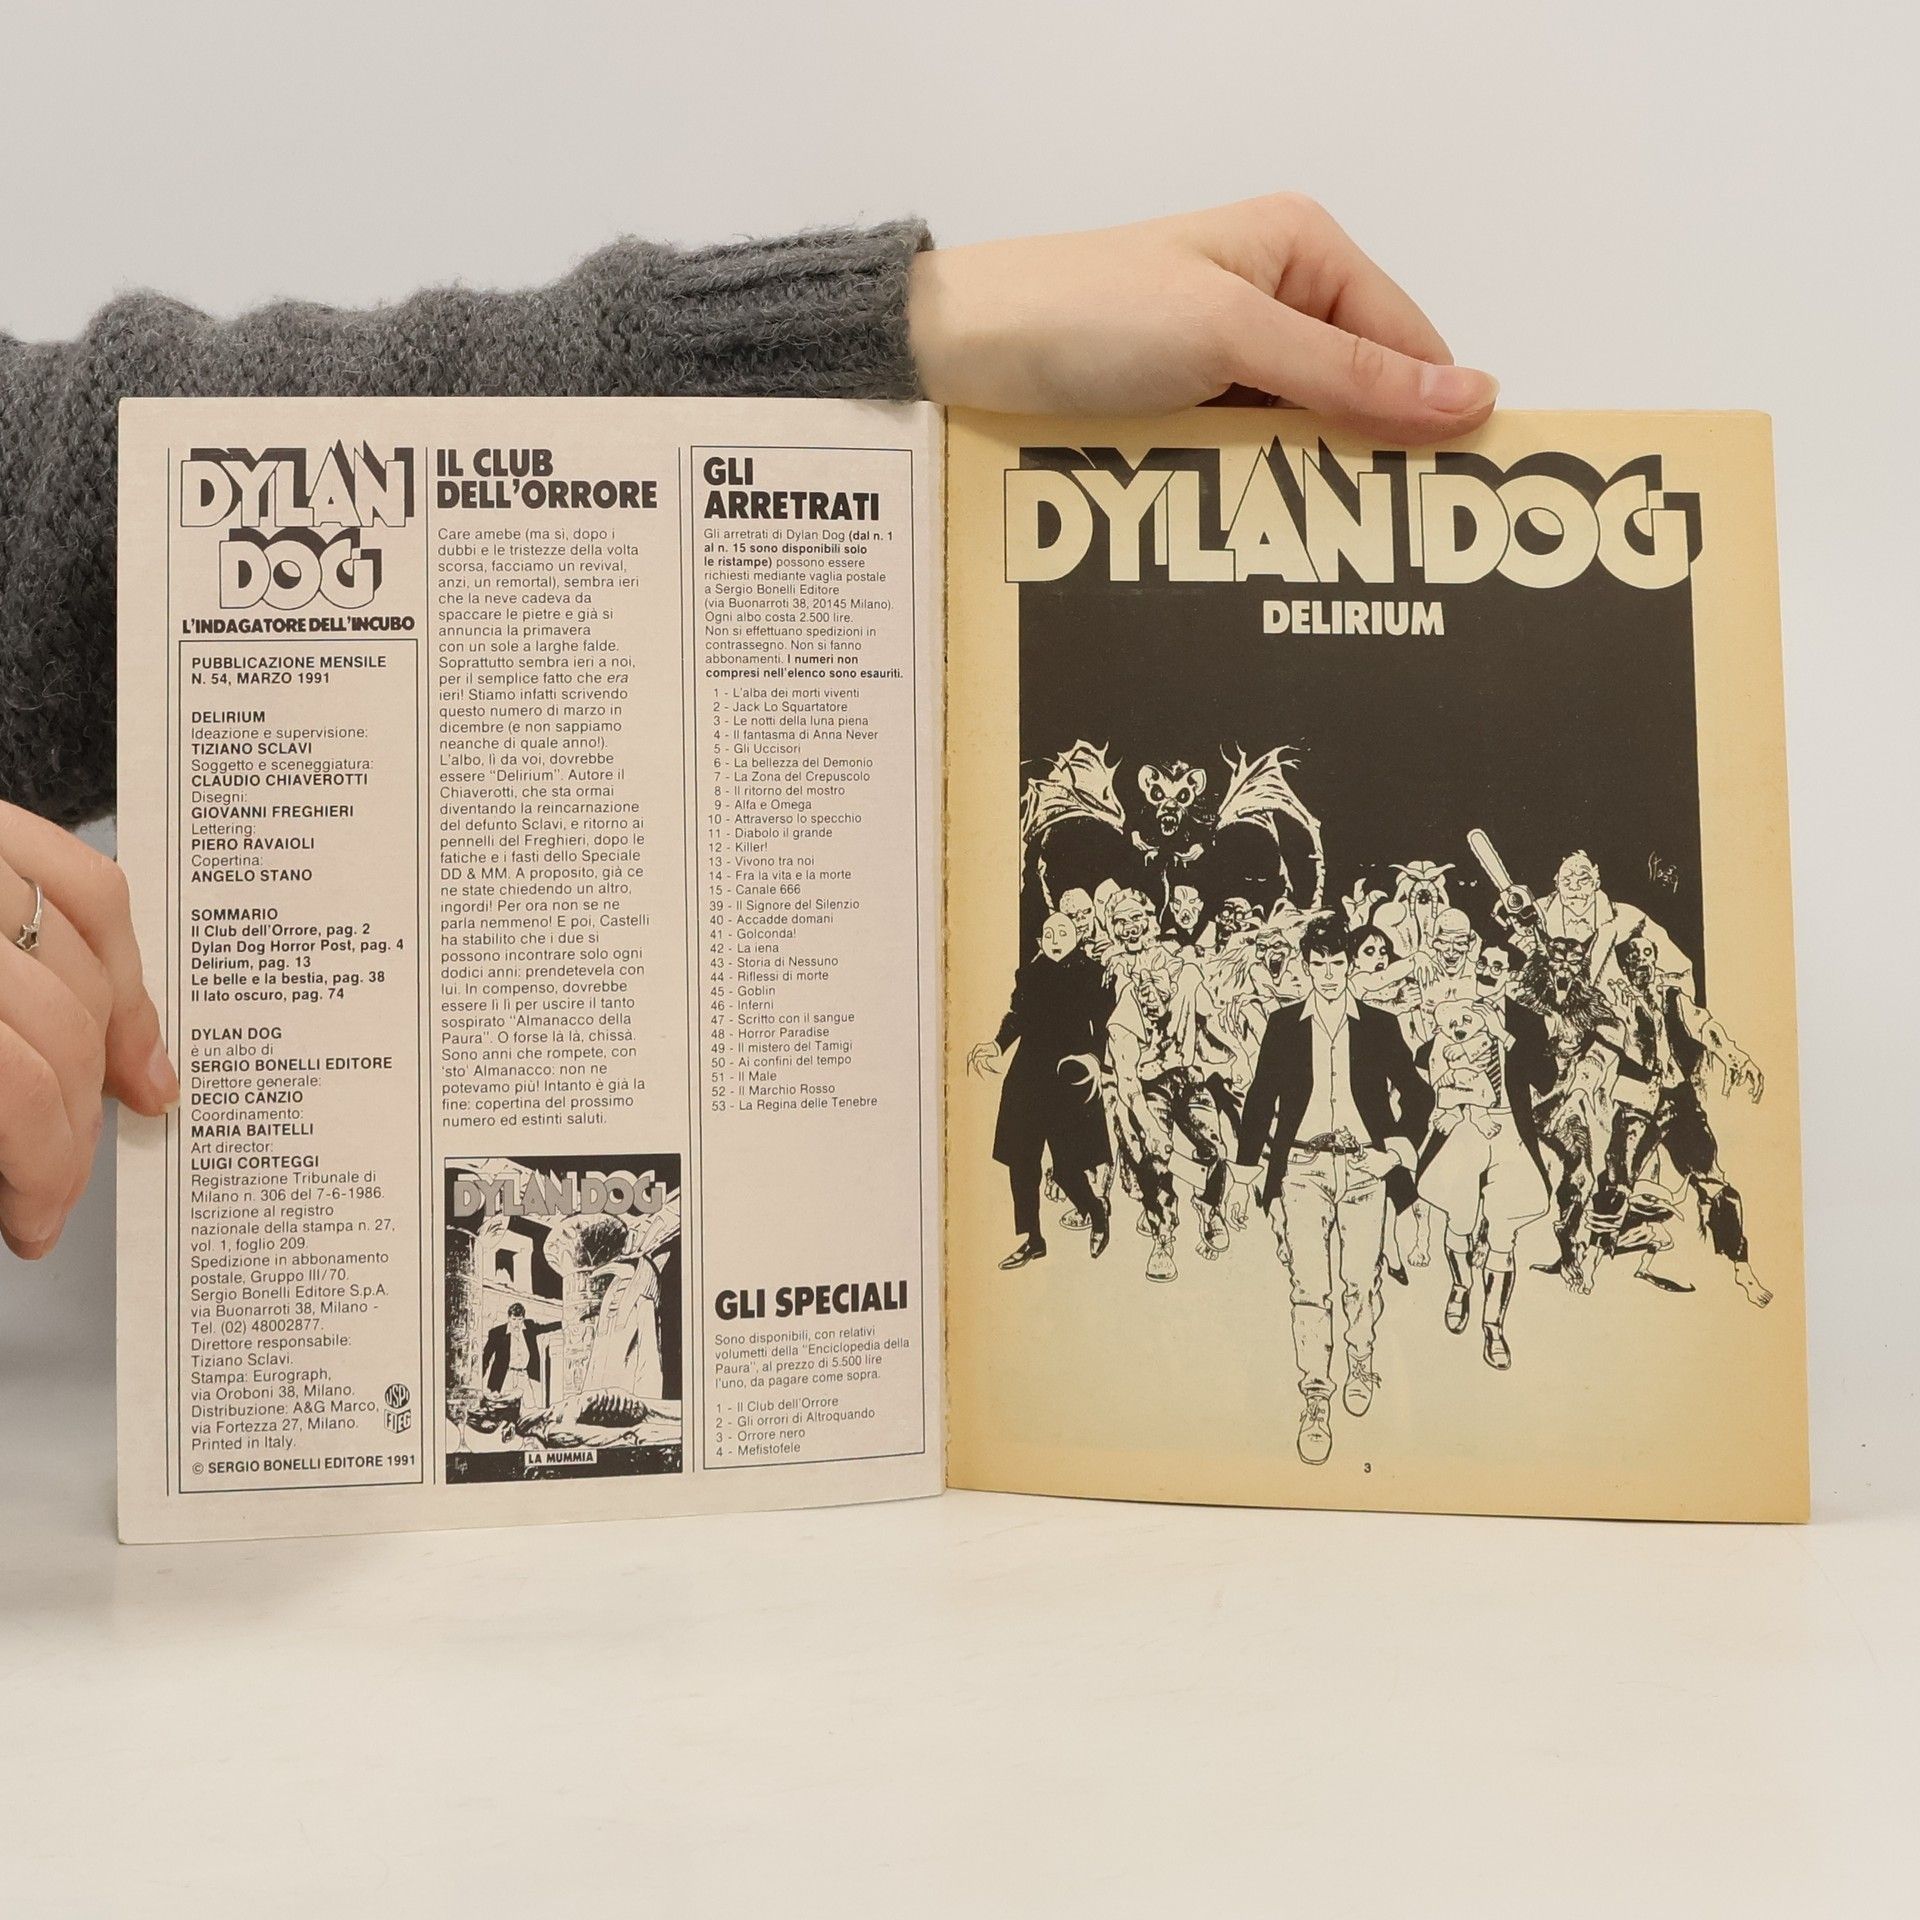 DYLAN
DOG
L'INDAGATORE DELL'INCUBO
PUBBLICAZIONE MENSILE
N. 54, MARZO 1991
DELIRIUM
Ideazione e supervisione:
TIZIANO SCLAVI
Soggetto e sceneggiatura:
CLAUDIO CHIAVEROTTI
Disegni:
GIOVANNI FREGHIERI
Lettering:
PIERO RAVAIOLI
Copertina:
ANGELO STANO
SOMMARIO
Il Club dell'Orrore, pag. 2
Dylan Dog Horror Post, pag. 4
Delirium, pag. 13
Le belle e la bestia, pag. 38
Il lato oscuro, pag. 74
DYLAN DOG
è un albo di
SERGIO BONELLI EDITORE
Direttore generale:
DECIO CANZIO
Coordinamento:
MARIA BAITELLI
Art director:
LUIGI CORTEGGI
Registrazione Tribunale di
Milano n. 306 del 7-6-1986.
Iscrizione al registro
nazionale della stampa n. 27,
vol. 1, foglio 209.
Spedizione in abbonamento
postale, Gruppo III/70.
Sergio Bonelli Editore S.p.A.
via Buonarroti 38, Milano -
Tel. (02) 48002877.
Direttore responsabile:
Tiziano Sclavi.
Stampa: Eurograph,
via Oroboni 38, Milano.
Distribuzione: A&G Marco,
via Fortezza 27, Milano.
Printed in Italy.
USPI
FIEG
© SERGIO BONELLI EDITORE 1991
IL CLUB
DELL'ORRORE
Care amebe (ma sì, dopo i
dubbi e le tristezze della volta
scorsa, facciamo un revival,
anzi, un remortal), sembra ieri
che la neve cadeva da
spaccare le pietre e già si
annuncia la primavera
con un sole a larghe falde.
Soprattutto sembra ieri a noi,
per il semplice fatto che era
ieri! Stiamo infatti scrivendo
questo numero di marzo in
dicembre (e non sappiamo
neanche di quale anno!).
L'albo, lì da voi, dovrebbe
essere "Delirium". Autore il
Chiaverotti, che sta ormai
diventando la reincarnazione
del defunto Sclavi, e ritorno ai
pennelli del Freghieri, dopo le
fatiche e i fasti dello Speciale
DD & MM. A proposito, già ce
ne state chiedendo un altro,
ingordi! Per ora non se ne
parla nemmeno! E poi, Castelli
ha stabilito che i due si
possono incontrare solo ogni
dodici anni: prendetevela con
lui. In compenso, dovrebbe
essere lì lì per uscire il tanto
sospirato "Almanacco della
Paura". O forse là là, chissà.
Sono anni che rompete, con
'sto' Almanacco: non ne
potevamo più! Intanto è già la
fine: copertina del prossimo
numero ed estinti saluti.
DYLAN DOG
LA MUMMIA
GLI
ARRETRATI
Gli arretrati di Dylan Dog (dal n. 1
al n. 15 sono disponibili solo
le ristampe) possono essere
richiesti mediante vaglia postale
a Sergio Bonelli Editore
(via Buonarroti 38, 20145 Milano).
Ogni albo costa 2.500 lire.
Non si effettuano spedizioni in
contrassegno. Non si fanno
abbonamenti. I numeri non
compresi nell'elenco sono esauriti.
1 - L'alba dei morti viventi
2 - Jack Lo Squartatore
3 - Le notti della luna piena
4 - Il fantasma di Anna Never
5 - Gli Uccisori
6 - La bellezza del Demonio
7 - La Zona del Crepuscolo
8 - Il ritorno del mostro
9 - Alfa e Omega
10 - Attraverso lo specchio
11 - Diabolo il grande
12 - Killer!
13 - Vivono tra noi
14 - Fra la vita e la morte
15 - Canale 666
39 - Il Signore del Silenzio
40 - Accadde domani
41 - Golconda!
42 - La iena
43 - Storia di Nessuno
44 - Riflessi di morte
45 - Goblin
46 - Inferni
47 - Scritto con il sangue
48 - Horror Paradise
49 - Il mistero del Tamigi
50 - Ai confini del tempo
51 - Il Male
52 - Il Marchio Rosso
53 - La Regina delle Tenebre
GLI SPECIALI
Sono disponibili, con relativi
volumetti della "Enciclopedia della
Paura", al prezzo di 5.500 lire
l'uno, da pagare come sopra.
1 - Il Club dell'Orrore
2 - Gli orrori di Altroquando
3 - Orrore nero
4 - Mefistofele
DYLAN DOG
DELIRIUM
3